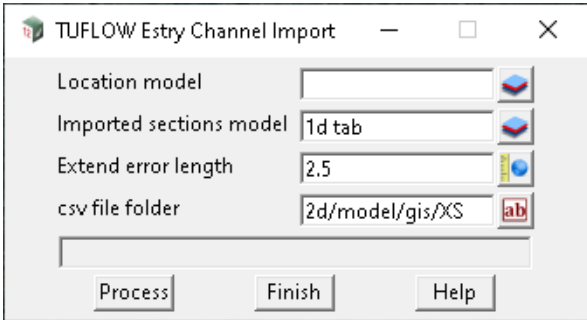 TUFLOW Estry Channel Import
Location model
Imported sections model 1d tab
Extend error length 2.5
csv file folder 2d/model/gis/XS ab
Process Finish Help